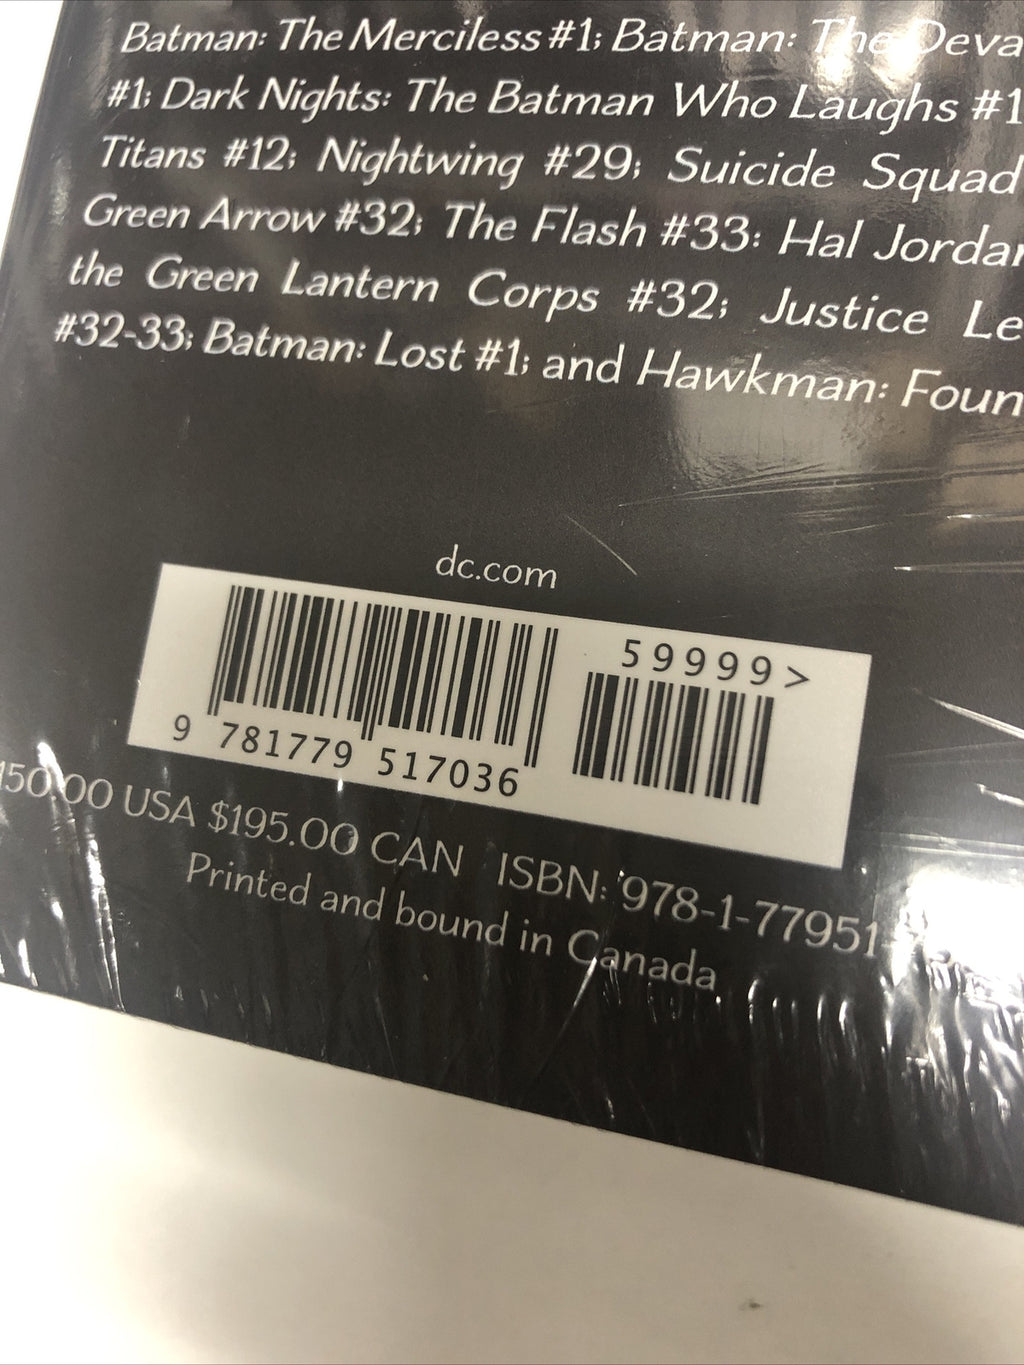 Batman: The Merciless #1; Batman: The Deva
#1; Dark Nights: The Batman Who Laughs #1
Titans #12; Nightwing #29; Suicide Squad
Green Arrow #32; The Flash #33: Hal Jordan
the Green Lantern Corps #32; Justice Le
#32-33; Batman: Lost #1; and Hawkman: Foun
dc.com
59999>
9 781779 517036
150.00 USA $195.00 CAN ISBN: 978-1-77951-
Printed and bound in Canada